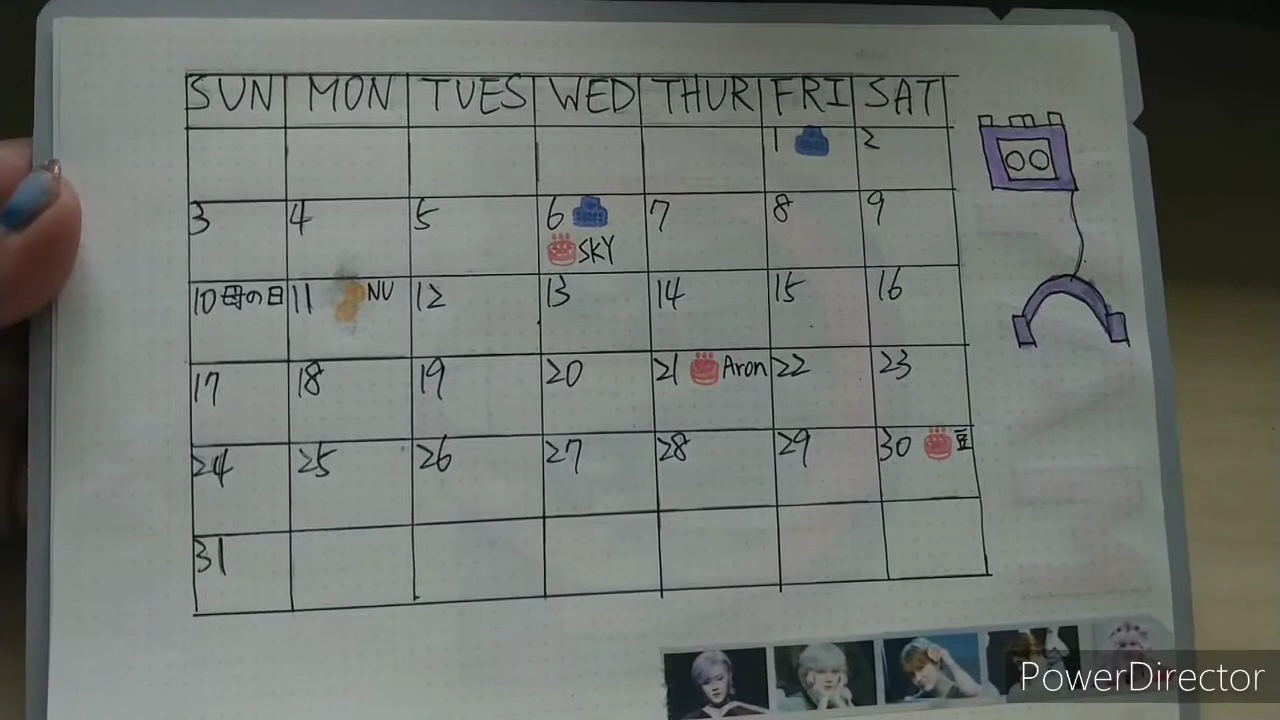 SUN MON TUES WED THUR FRI SAT
1 2
3 4 5 6 7 8 9
SKY
10 母の日 11 NU 12 13 14 15 16
17 18 19 20 21 Aron 22 23
24 25 26 27 28 29 30 豆
31
PowerDirector